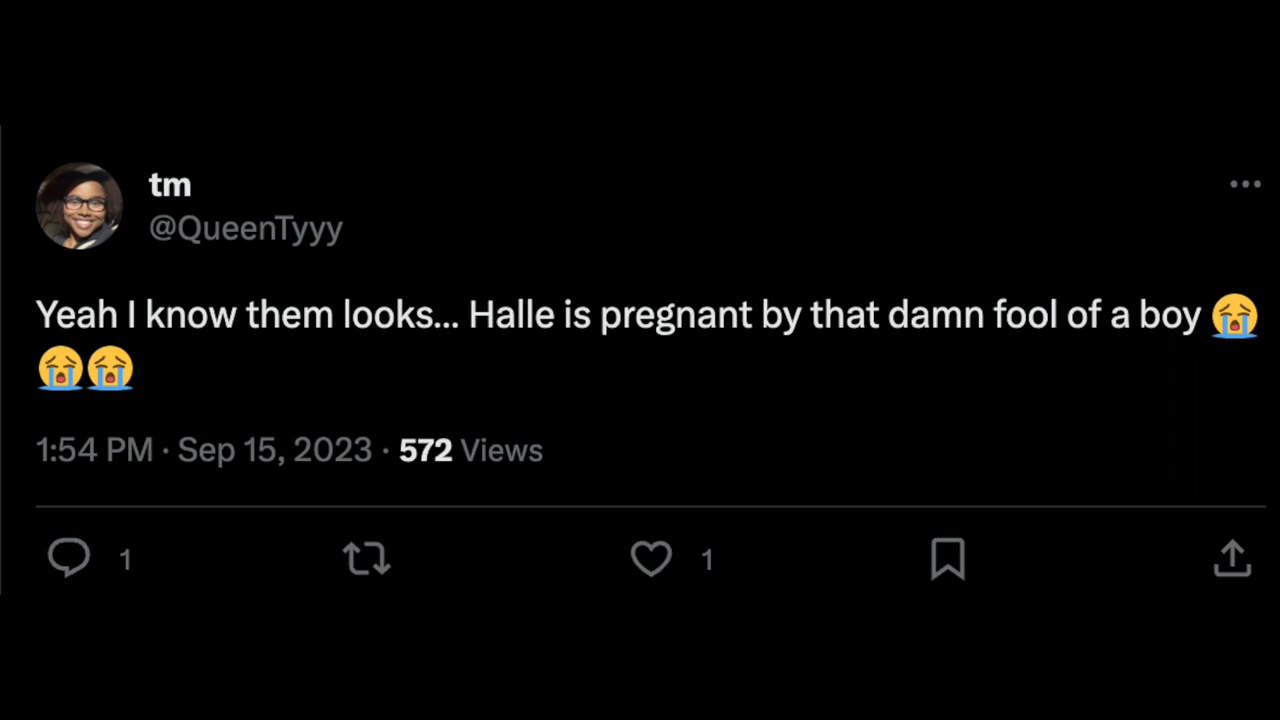 tm
@QueenTyyy
Yeah I know them looks... Halle is pregnant by that damn fool of a boy 😭
😭😭
1:54 PM · Sep 15, 2023 · 572 Views
1 1